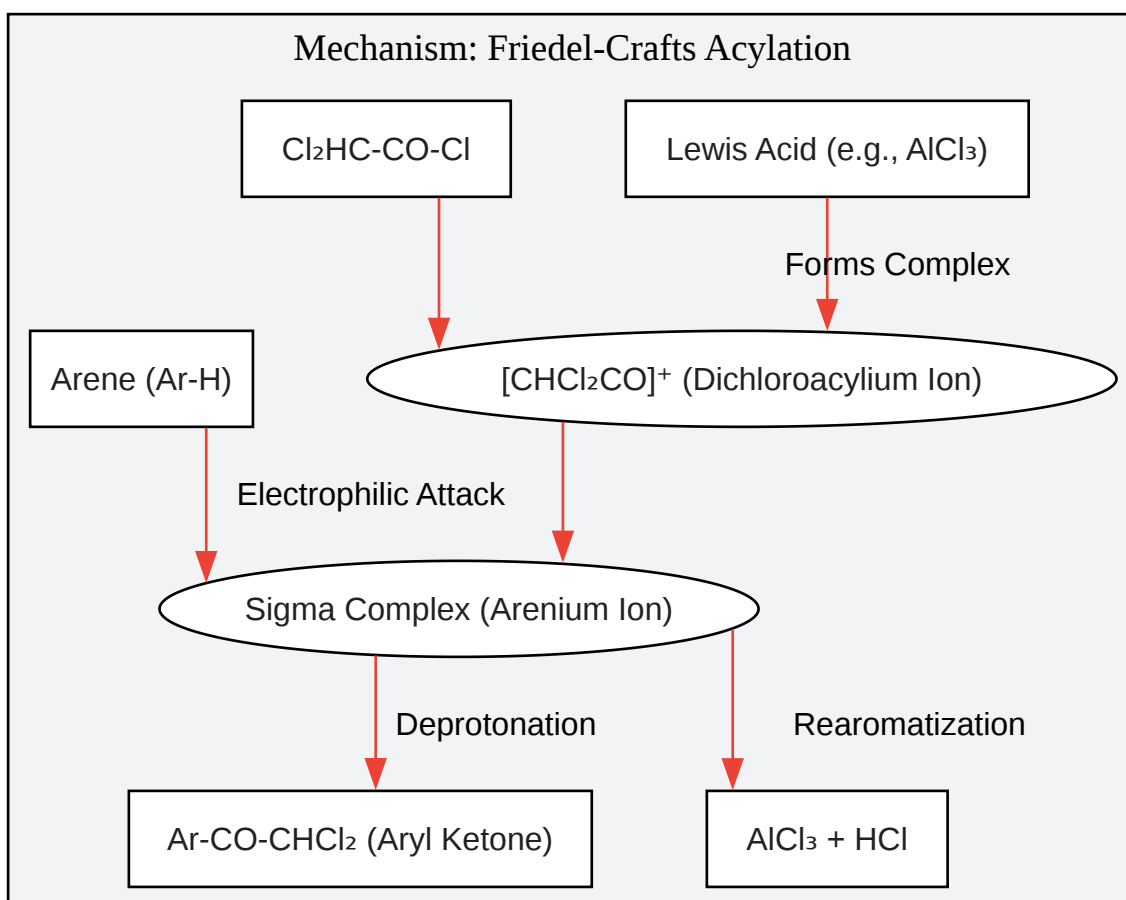 Mechanism: Friedel-Crafts Acylation
Cl₂HC-CO-Cl
Lewis Acid (e.g., AlCl₃)
Forms Complex
Arene (Ar-H)
[CHCl₂CO]⁺ (Dichloroacylium Ion)
Electrophilic Attack
Sigma Complex (Arenium Ion)
Deprotonation
Rearomatization
Ar-CO-CHCl₂ (Aryl Ketone)
AlCl₃ + HCl